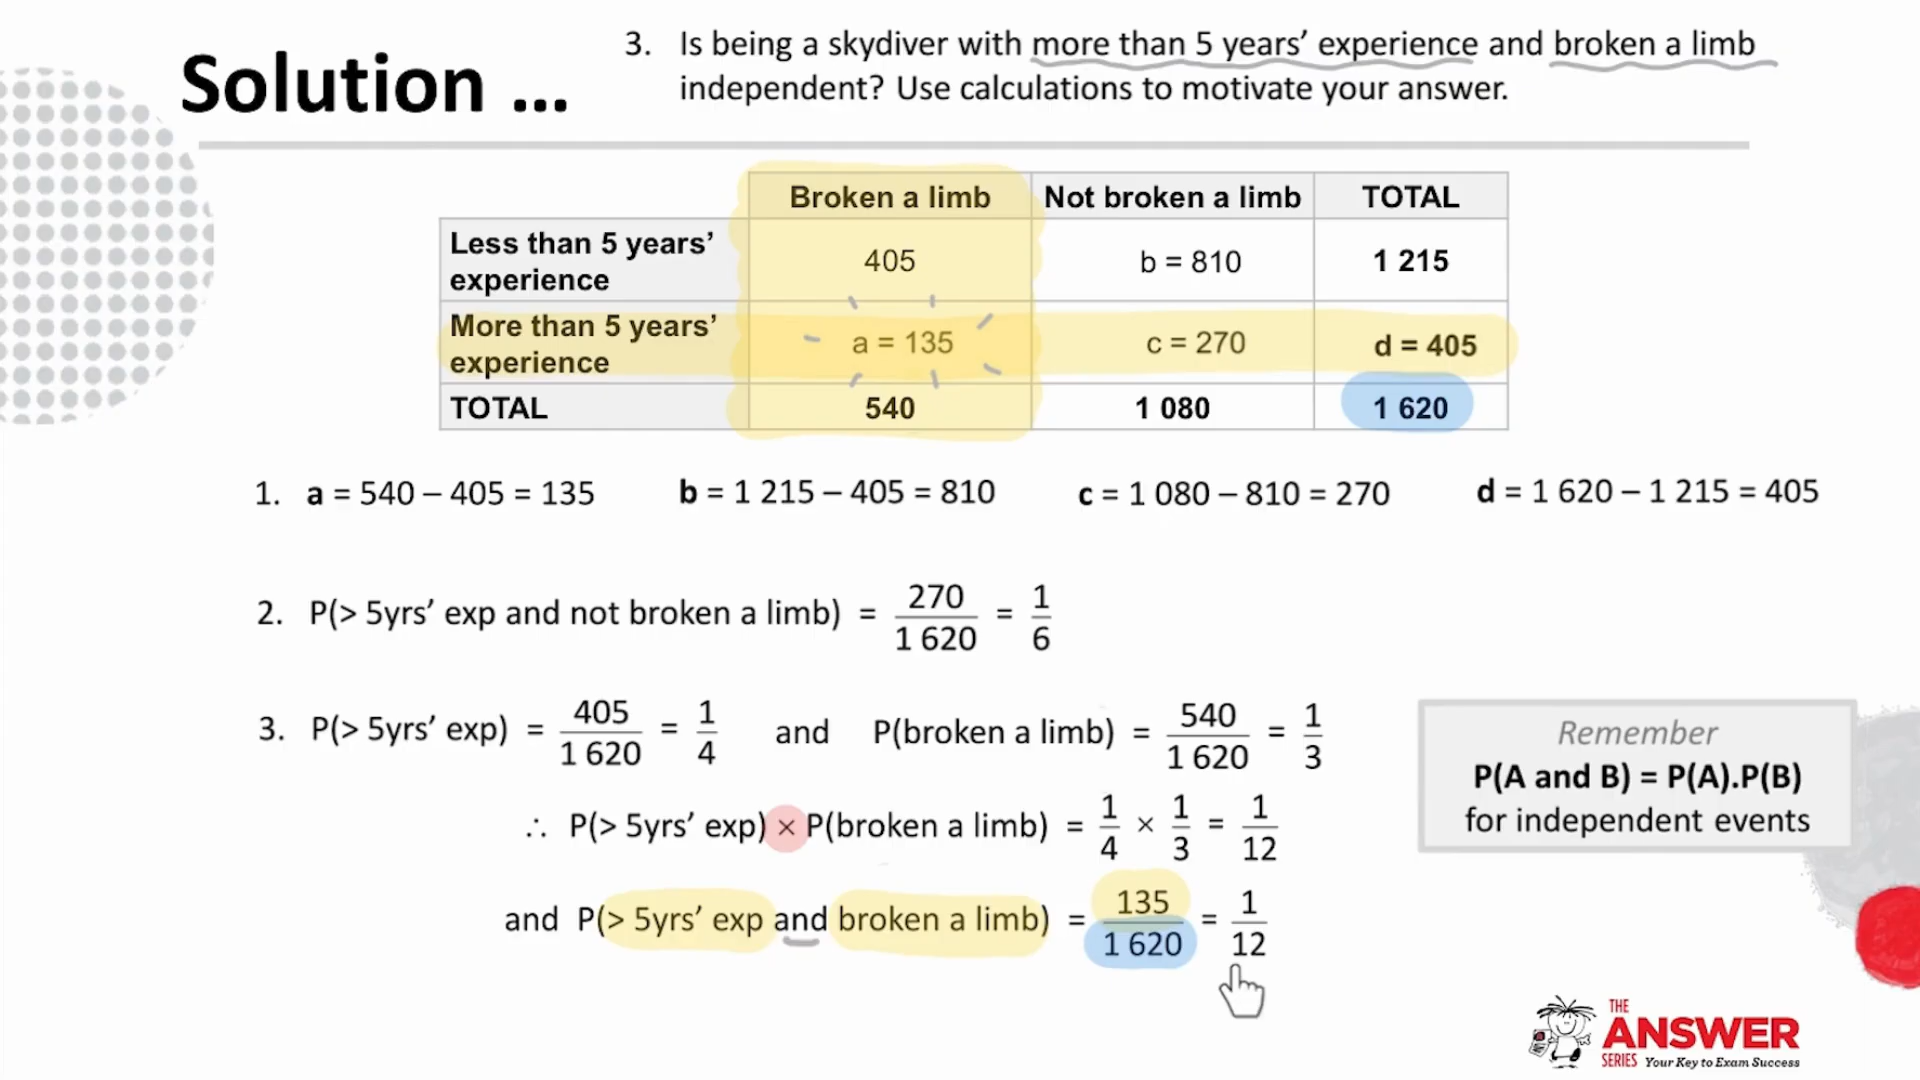 Solution ...
3. Is being a skydiver with more than 5 years’ experience and broken a limb
independent? Use calculations to motivate your answer.
Broken a limb Not broken a limb TOTAL
Less than 5 years’ experience 405 b = 810 1 215
More than 5 years’ experience a = 135 c = 270 d = 405
TOTAL 540 1 080 1 620
1. a = 540 – 405 = 135 b = 1 215 – 405 = 810 c = 1 080 – 810 = 270 d = 1 620 – 1 215 = 405
2. P(> 5yrs’ exp and not broken a limb) = 270/1 620 = 1/6
3. P(> 5yrs’ exp) = 405/1 620 = 1/4 and P(broken a limb) = 540/1 620 = 1/3
∴ P(> 5yrs’ exp) × P(broken a limb) = 1/4 × 1/3 = 1/12
and P(> 5yrs’ exp and broken a limb) = 135/1 620 = 1/12
Remember
P(A and B) = P(A).P(B)
for independent events
THE
ANSWER
SERIES Your Key to Exam Success